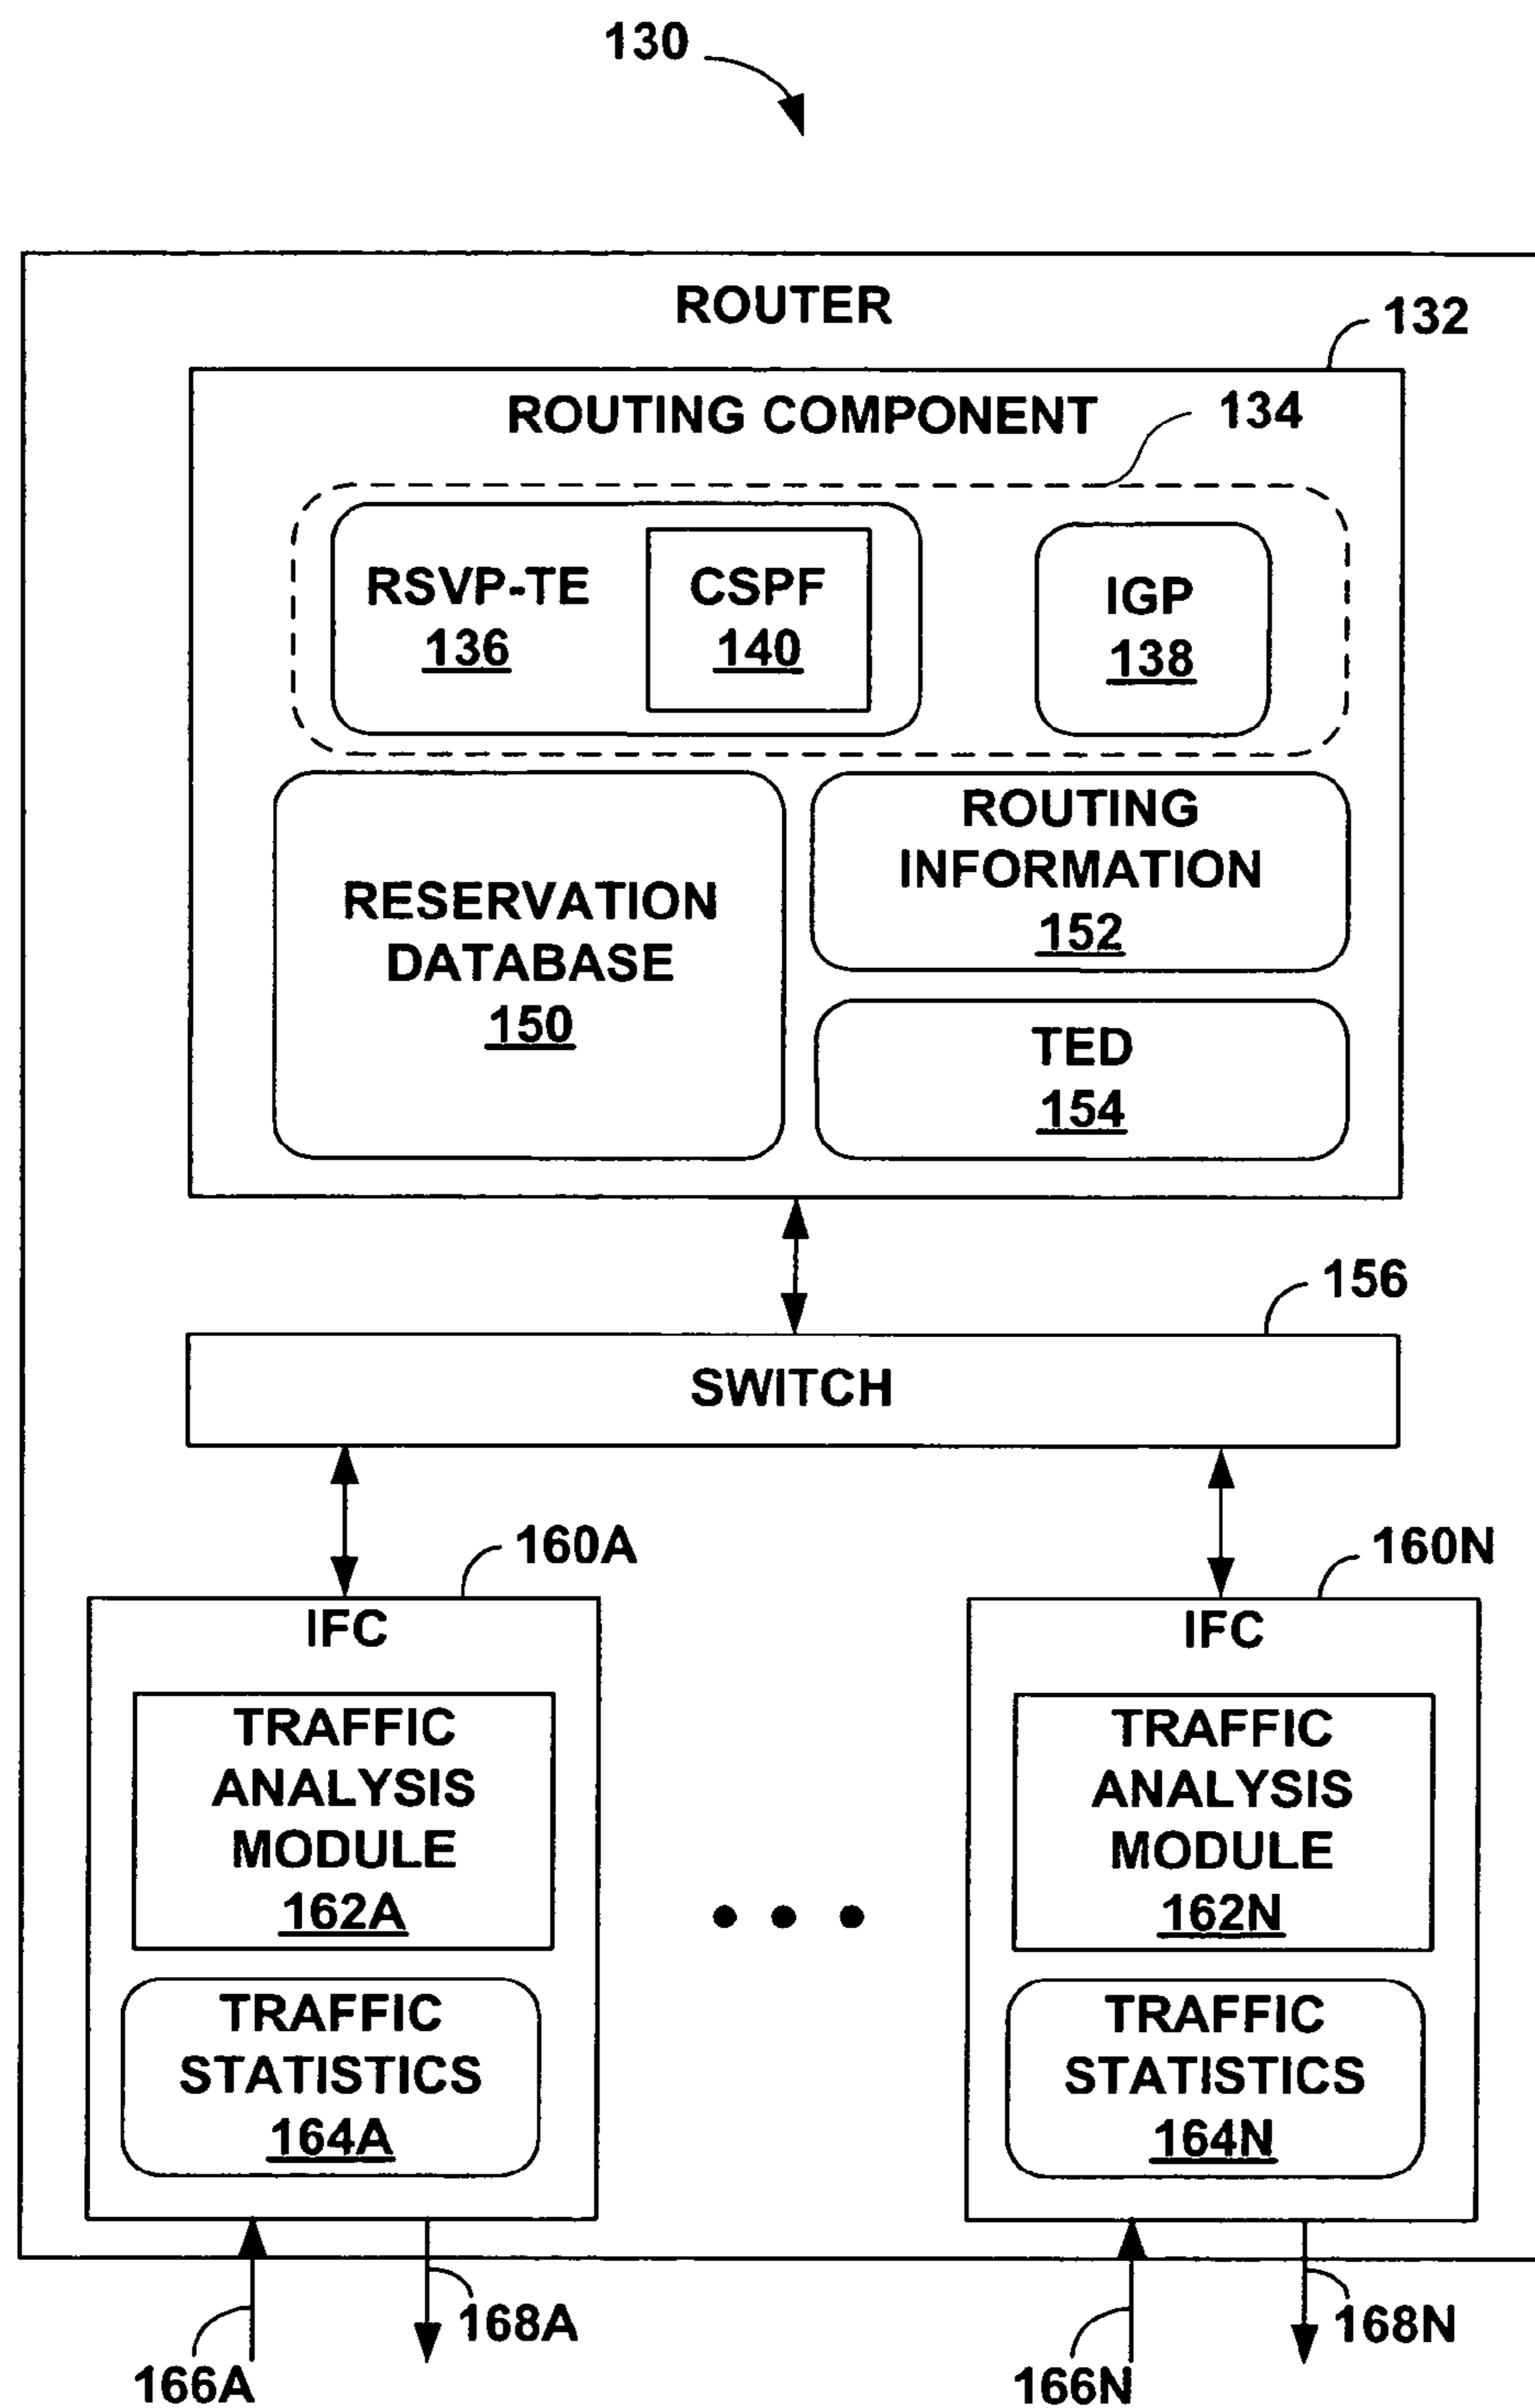 130
ROUTER
132
ROUTING COMPONENT
134
RSVP-TE
136
CSPF
140
IGP
138
RESERVATION
DATABASE
150
ROUTING
INFORMATION
152
TED
154
156
SWITCH
160A
160N
IFC
TRAFFIC
ANALYSIS
MODULE
162A
TRAFFIC
STATISTICS
164A
IFC
TRAFFIC
ANALYSIS
MODULE
162N
TRAFFIC
STATISTICS
164N
166A
168A
166N
168N